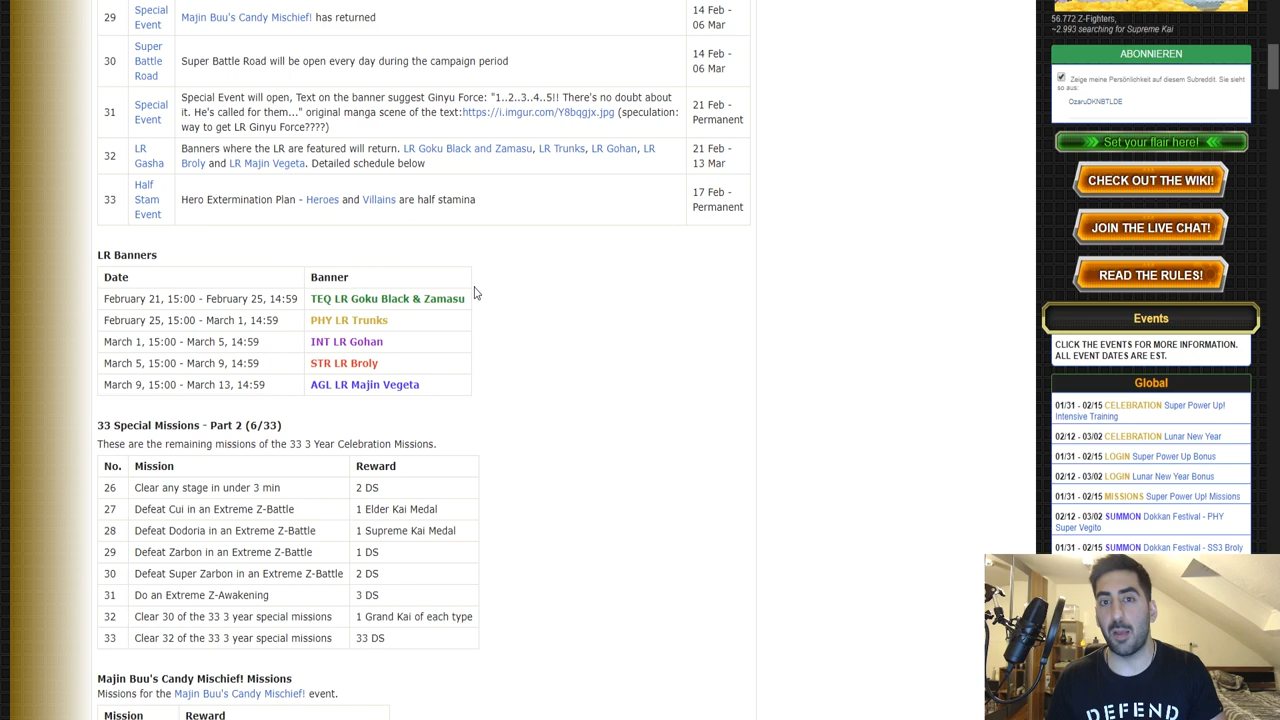 29
Special
Event
Majin Buu's Candy Mischief! has returned
14 Feb -
06 Mar
30
Super
Battle
Road
Super Battle Road will be open every day during the campaign period
14 Feb -
06 Mar
31
Special
Event
Special Event will open, Text on the banner suggest Ginyu Force: "1..2..3..4..5!! There's no doubt about
it. He's called for them..." original manga scene of the text:https://i.imgur.com/Y8bqgjx.jpg (speculation:
way to get LR Ginyu Force????)
21 Feb -
Permanent
32
LR
Gasha
Banners where the LR are featured will return. LR Goku Black and Zamasu, LR Trunks, LR Gohan, LR
Broly and LR Majin Vegeta. Detailed schedule below
21 Feb -
13 Mar
33
Half
Stam
Event
Hero Extermination Plan - Heroes and Villains are half stamina
17 Feb -
Permanent
LR Banners
Date Banner
February 21, 15:00 - February 25, 14:59 TEQ LR Goku Black & Zamasu
February 25, 15:00 - March 1, 14:59 PHY LR Trunks
March 1, 15:00 - March 5, 14:59 INT LR Gohan
March 5, 15:00 - March 9, 14:59 STR LR Broly
March 9, 15:00 - March 13, 14:59 AGL LR Majin Vegeta
33 Special Missions - Part 2 (6/33)
These are the remaining missions of the 33 3 Year Celebration Missons.
No. Mission Reward
26 Clear any stage in under 3 min 2 DS
27 Defeat Cui in an Extreme Z-Battle 1 Elder Kai Medal
28 Defeat Dodoria in an Extreme Z-Battle 1 Supreme Kai Medal
29 Defeat Zarbon in an Extreme Z-Battle 1 DS
30 Defeat Super Zarbon in an Extreme Z-Battle 2 DS
31 Do an Extreme Z-Awakening 3 DS
32 Clear 30 of the 33 3 year special missions 1 Grand Kai of each type
33 Clear 32 of the 33 3 year special missions 33 DS
Majin Buu's Candy Mischief! Missions
Missions for the Majin Buu's Candy Mischief! event.
Mission Reward
56.772 Z-Fighters,
~2.993 searching for Supreme Kai
ABONNIEREN
Zeige meine Persönlichkeit auf diesem Subreddit. Sie sieht
so aus:
OzaruOKNBTLDE
Set your flair here!
CHECK OUT THE WIKI!
JOIN THE LIVE CHAT!
READ THE RULES!
Events
CLICK THE EVENTS FOR MORE INFORMATION.
ALL EVENT DATES ARE EST.
Global
01/31 - 02/15 CELEBRATION Super Power Up!
Intensive Training
02/12 - 03/02 CELEBRATION Lunar New Year
01/31 - 02/15 LOGIN Super Power Up Bonus
02/12 - 03/02 LOGIN Lunar New Year Bonus
01/31 - 02/15 MISSIONS Super Power Up! Missions
02/12 - 03/02 SUMMON Dokkan Festival - PHY
Super Vegito
01/31 - 02/15 SUMMON Dokkan Festival - SS3 Broly
DEFEND